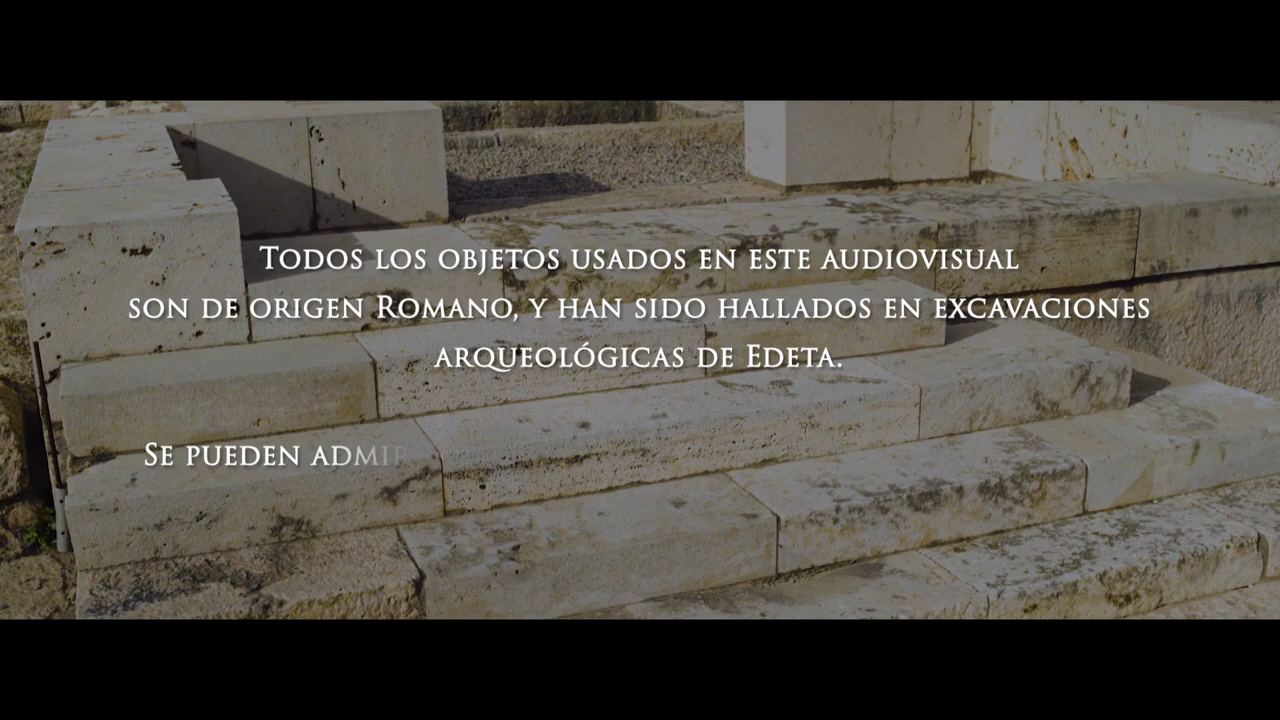 Todos los objetos usados en este audiovisual
son de origen Romano, y han sido hallados en excavaciones
arqueológicas de Edeta.
Se pueden